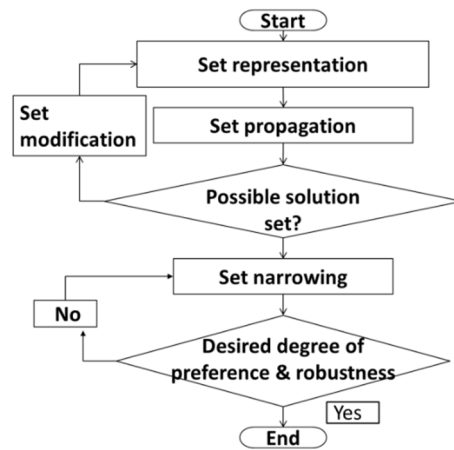 Start
Set representation
Set
modification
Set propagation
Possible solution
set?
Set narrowing
No
Desired degree of
preference & robustness
Yes
End